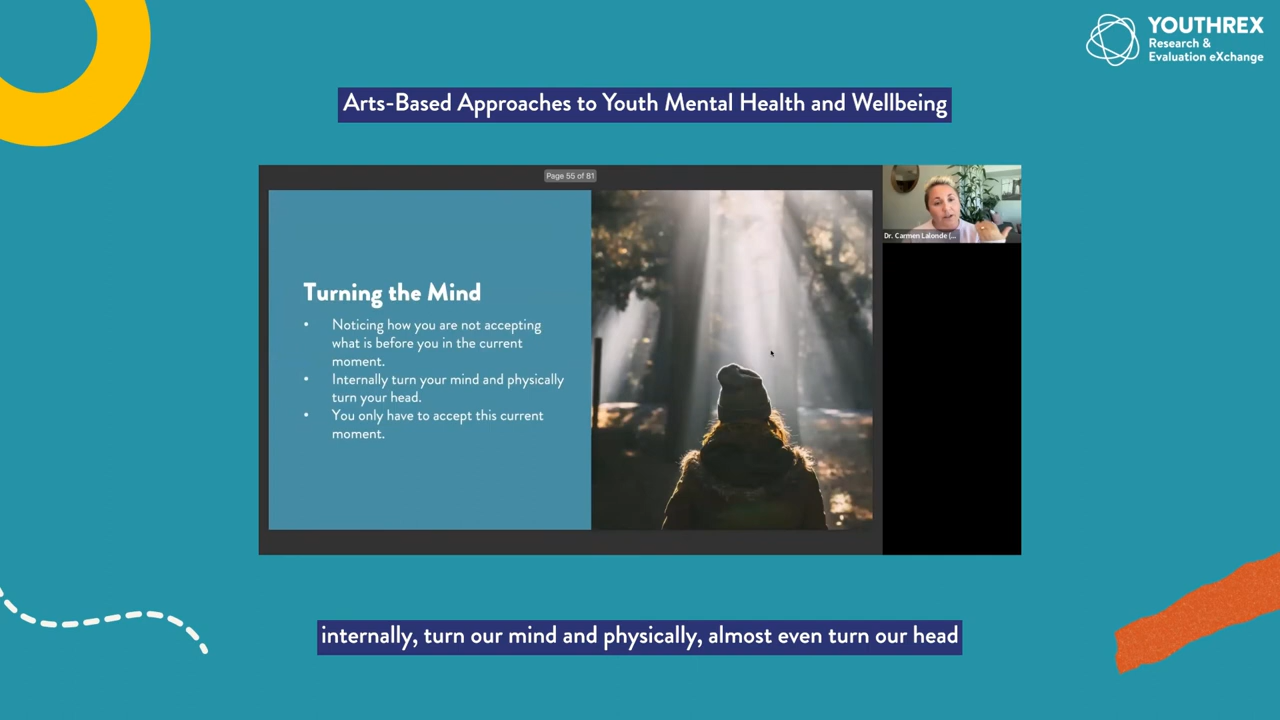 YOUTHREX
Research &
Evaluation eXchange
Arts-Based Approaches to Youth Mental Health and Wellbeing
Page 55 of 81
Turning the Mind
• Noticing how you are not accepting
what is before you in the current
moment.
• Internally turn your mind and physically
turn your head.
• You only have to accept this current
moment.
Dr. Carmen Lalonde (...
internally, turn our mind and physically, almost even turn our head